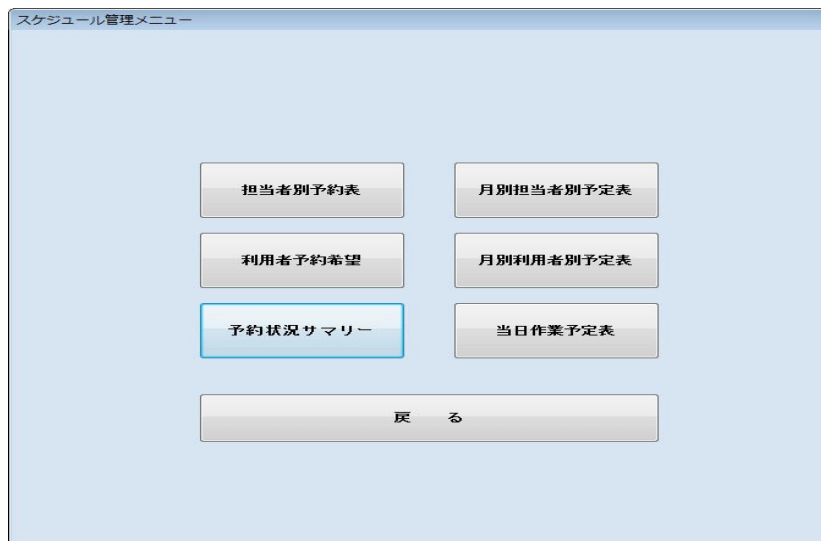 スケジュール管理メニュー
担当者別予約表
月別担当者別予定表
利用者予約希望
月別利用者別予定表
予約状況サマリー
当日作業予定表
戻　る